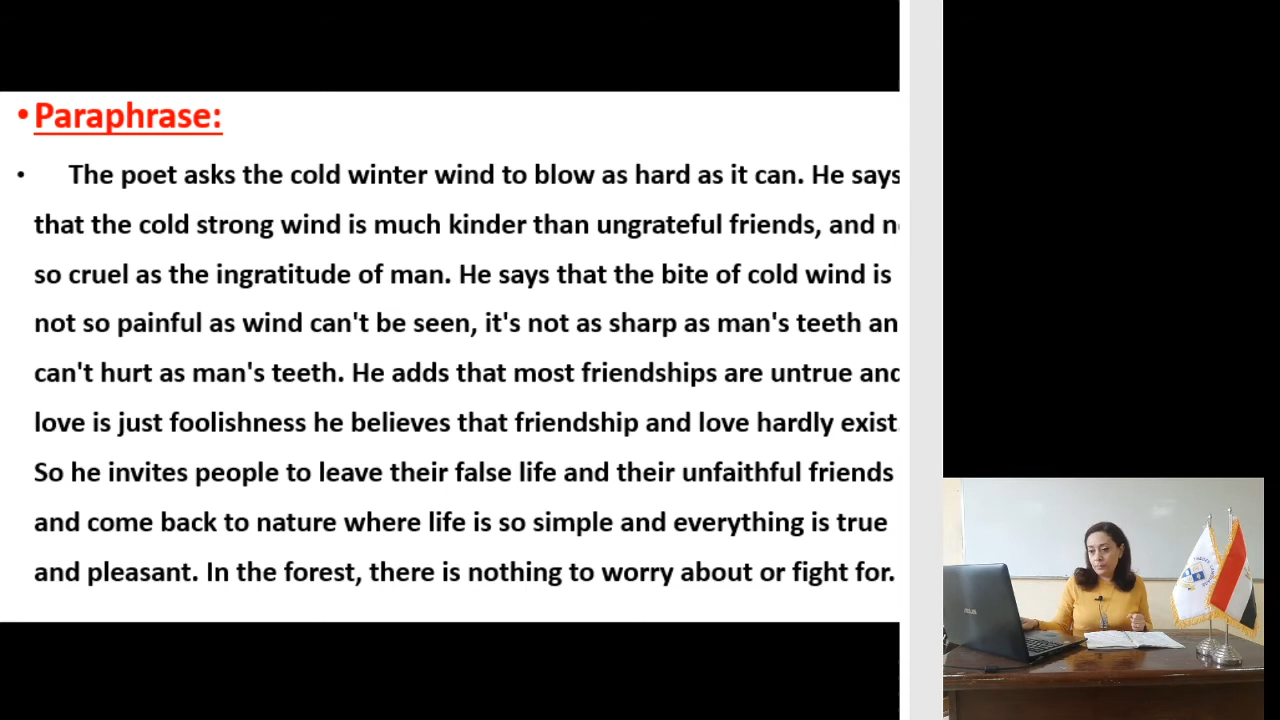 •Paraphrase:
• The poet asks the cold winter wind to blow as hard as it can. He says
that the cold strong wind is much kinder than ungrateful friends, and
so cruel as the ingratitude of man. He says that the bite of cold wind is
not so painful as wind can't be seen, it's not as sharp as man's teeth an
can't hurt as man's teeth. He adds that most friendships are untrue and
love is just foolishness he believes that friendship and love hardly exist.
So he invites people to leave their false life and their unfaithful friends
and come back to nature where life is so simple and everything is true
and pleasant. In the forest, there is nothing to worry about or fight for.